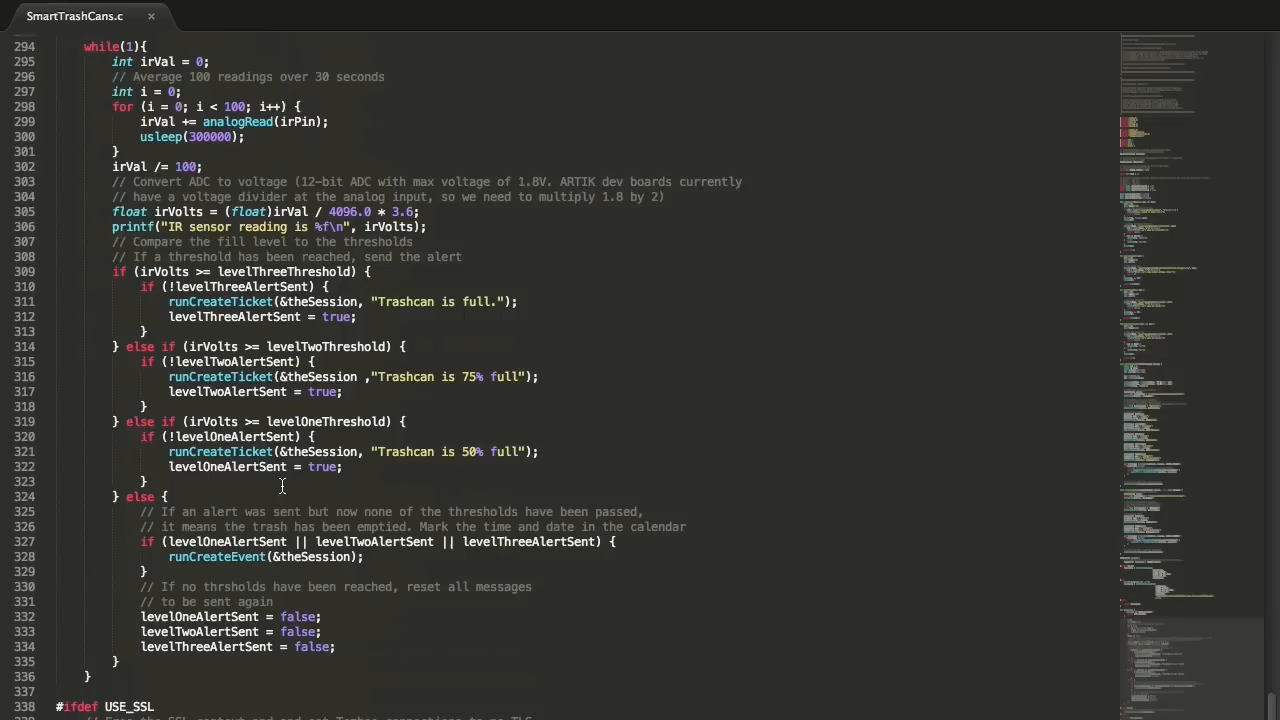 SmartTrashCans.c ×
294 while(1){
295 int irVal = 0;
296 // Average 100 readings over 30 seconds
297 int i = 0;
298 for (i = 0; i < 100; i++) {
299 irVal += analogRead(irPin);
300 usleep(300000);
301 }
302 irVal /= 100;
303 // Convert ADC to voltage (12-bit ADC with max voltage of 1.8V. ARTIK dev boards currently
304 // have a voltage divider at the analog input, so we need to multiply 1.8 by 2)
305 float irVolts = (float)irVal / 4096.0 * 3.6;
306 printf("IR sensor reading is %f\n", irVolts);
307 // Compare the fill level to the thresholds
308 // If a threshold has been reached, send the alert
309 if (irVolts >= levelThreeThreshold) {
310 if (!levelThreeAlertSent) {
311 runCreateTicket(&theSession, "Trashcan is full.");
312 levelThreeAlertSent = true;
313 }
314 } else if (irVolts >= levelTwoThreshold) {
315 if (!levelTwoAlertSent) {
316 runCreateTicket(&theSession ,"Trashcan is 75% full");
317 levelTwoAlertSent = true;
318 }
319 } else if (irVolts >= levelOneThreshold) {
320 if (!levelOneAlertSent) {
321 runCreateTicket(&theSession, "Trashcan is 50% full");
322 levelOneAlertSent = true;
323 }
324 } else {
325 // If an alert was sent but now none of the thresholds have been passed,
326 // it means the trash has been emptied. Mark the time and date in the calendar
327 if (levelOneAlertSent || levelTwoAlertSent || levelThreeAlertSent) {
328 runCreateEvent(&theSession);
329 }
330 // If no thrsholds have been reached, reset all messages
331 // to be sent again
332 levelOneAlertSent = false;
333 levelTwoAlertSent = false;
334 levelThreeAlertSent = false;
335 }
336 }
337
338 #ifdef USE_SSL